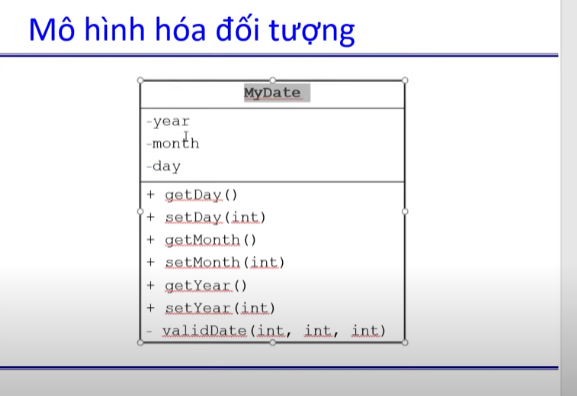 Mô hình hóa đối tượng
MyDate
-year
-month
-day
+ getDay()
+ setDay(int)
+ getMonth()
+ setMonth(int)
+ getYear()
+ setYear(int)
- validDate(int, int, int)